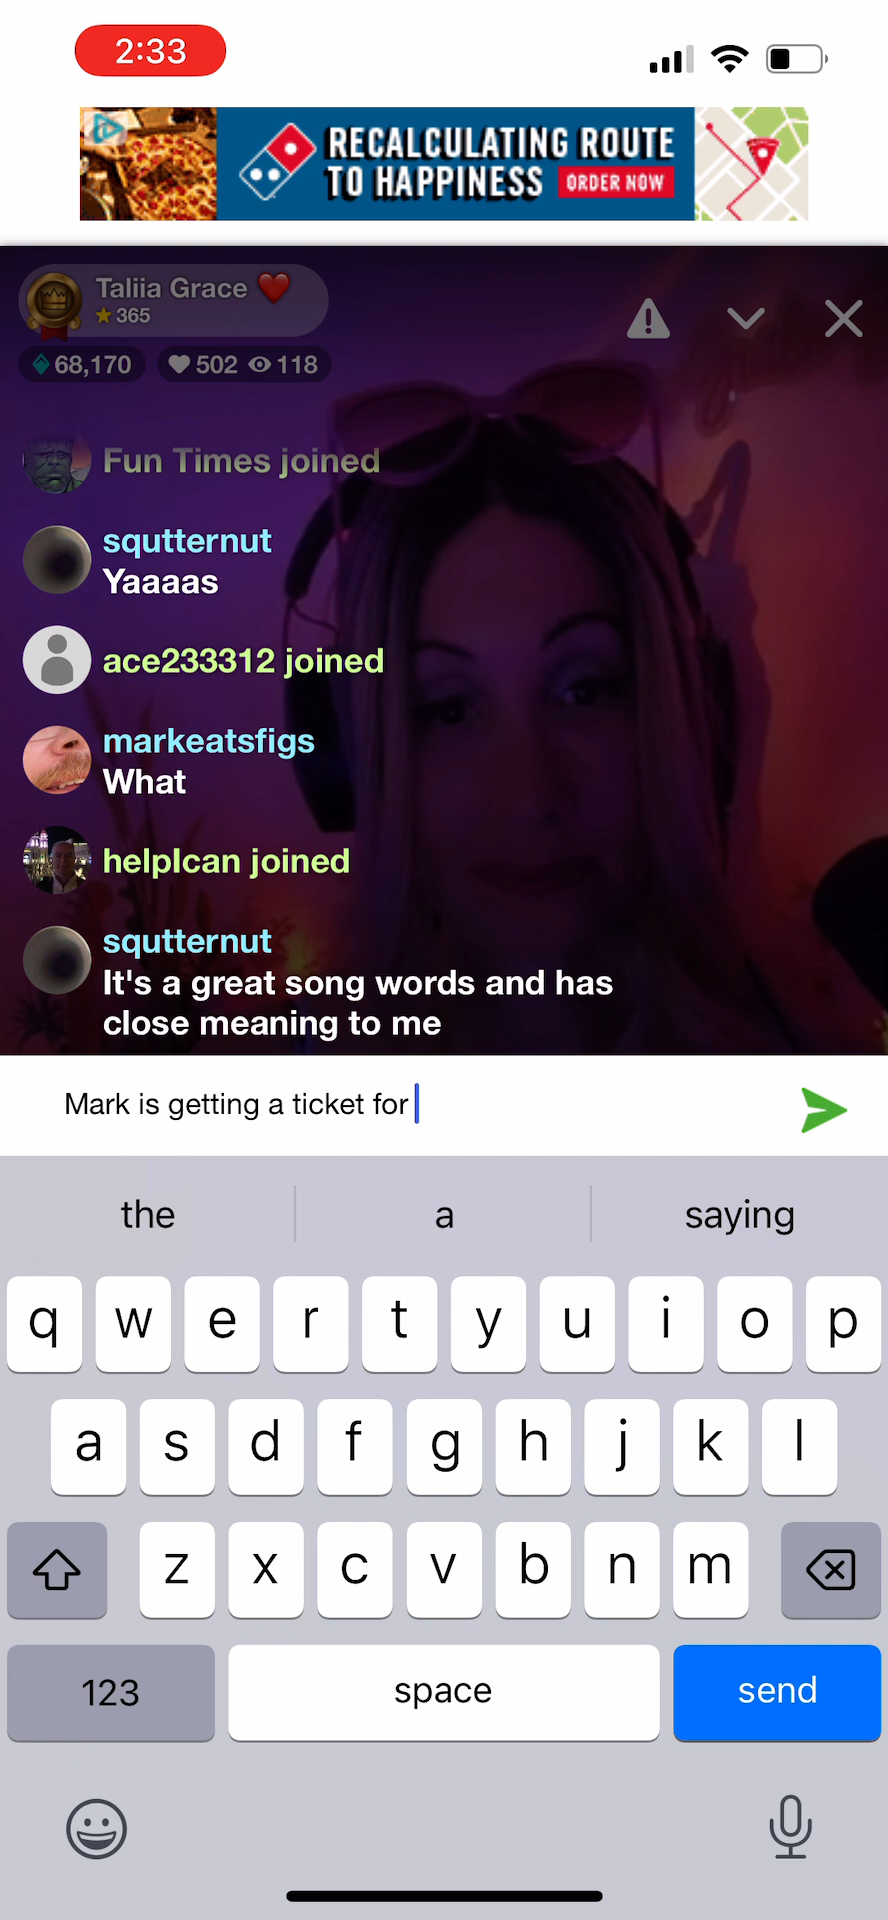 2:33
RECALCULATING ROUTE
TO HAPPINESS ORDER NOW
Taliia Grace ❤️
365
68,170 502 118
Fun Times joined
squtternut
Yaaaas
ace233312 joined
markeatsfigs
What
helpIcan joined
squtternut
It's a great song words and has
close meaning to me
Mark is getting a ticket for
the a saying
q w e r t y u i o p
a s d f g h j k l
z x c v b n m
123 space send